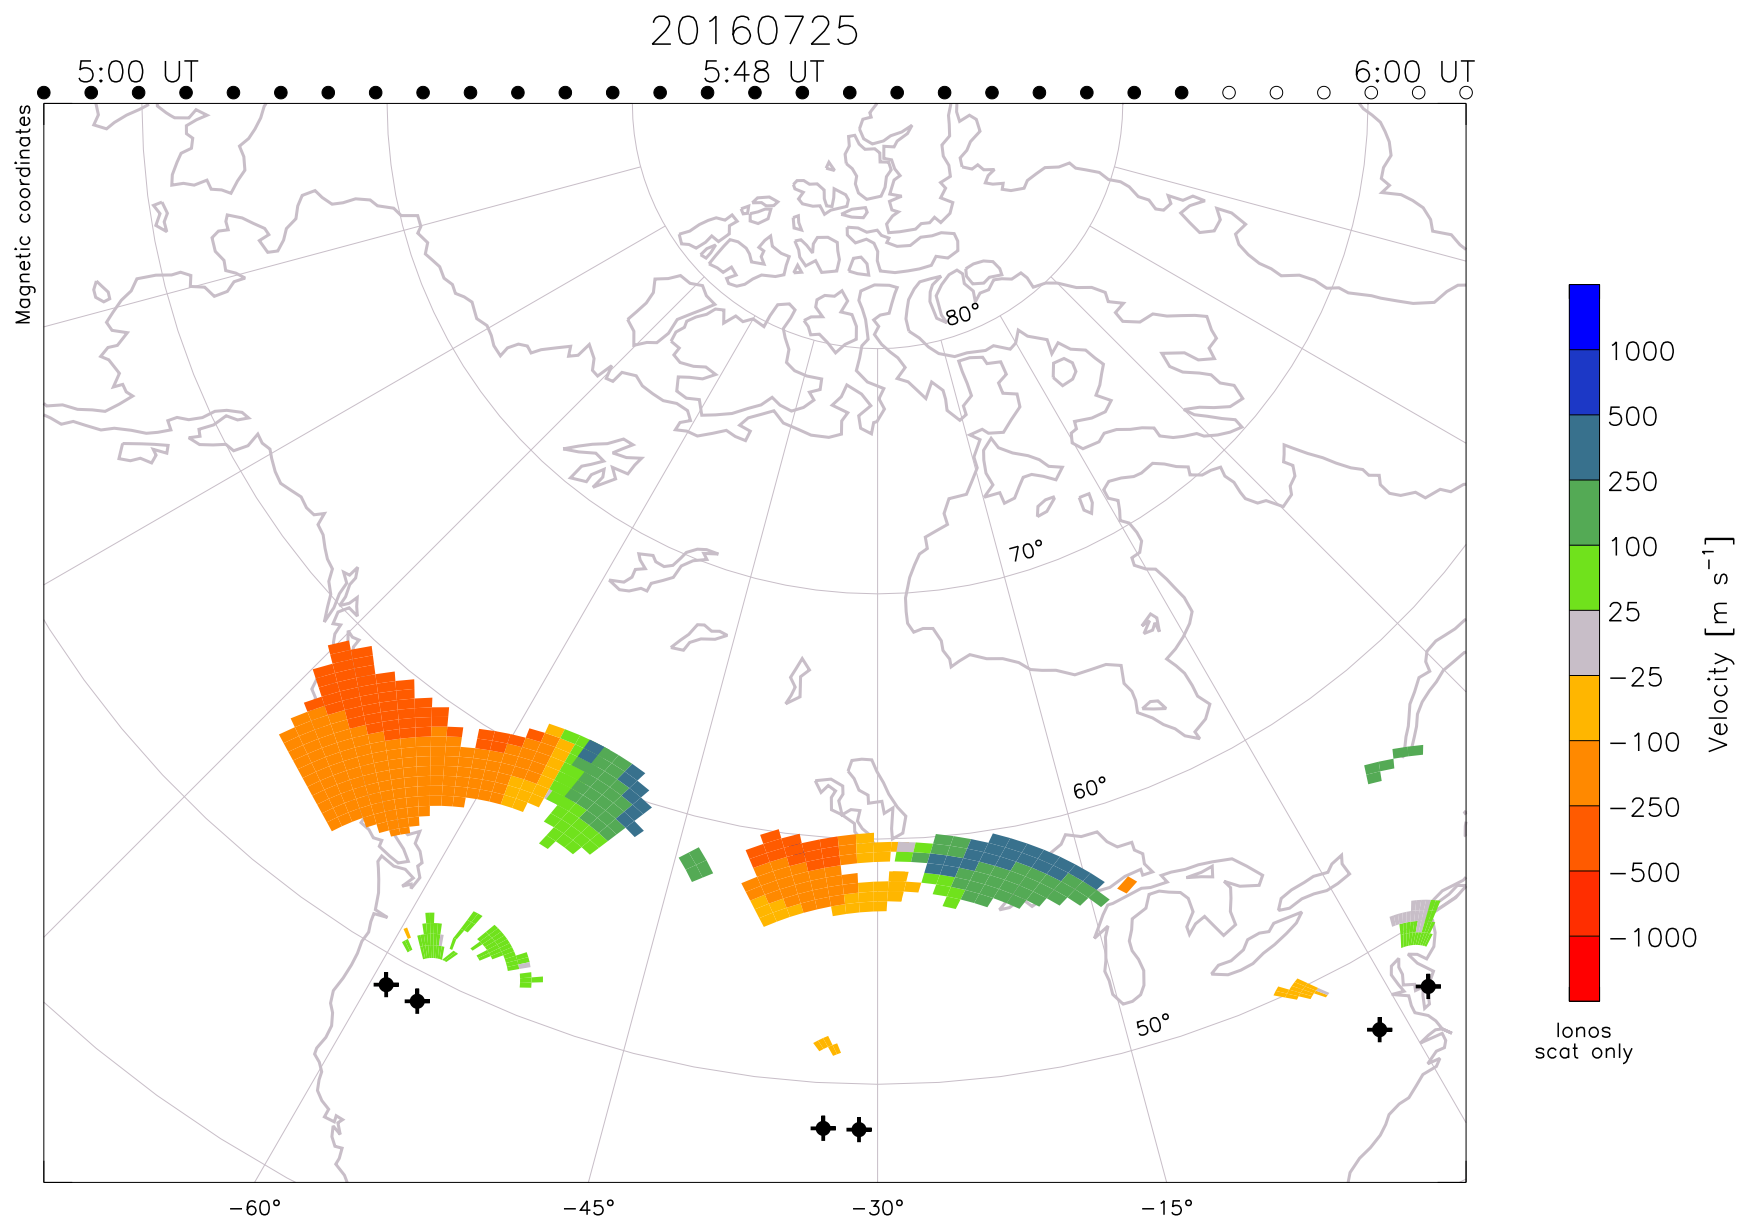 20160725
5:00 UT 5:48 UT 6:00 UT
Magnetic coordinates
80°
70°
60°
50°
1000
500
250
100
25
−25
−100
−250
−500
−1000
Velocity [m s⁻¹]
Ionos
scat only
−60° −45° −30° −15°